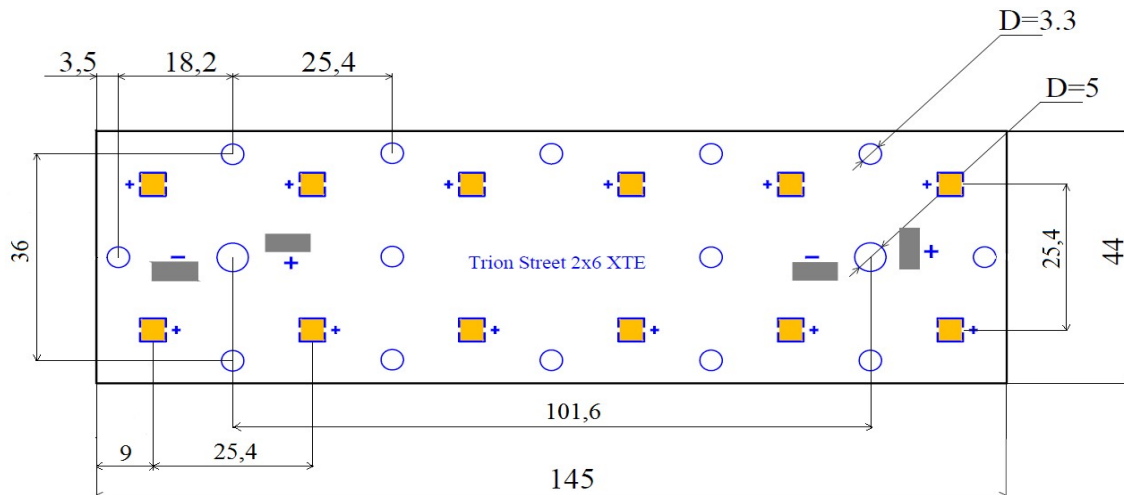 D=3.3
3,5 18,2 25,4
D=5
+ + + + + +
36
- + Trion Street 2x6 XTE - +
25,4
44
+ + + + + +
101,6
9 25,4
145